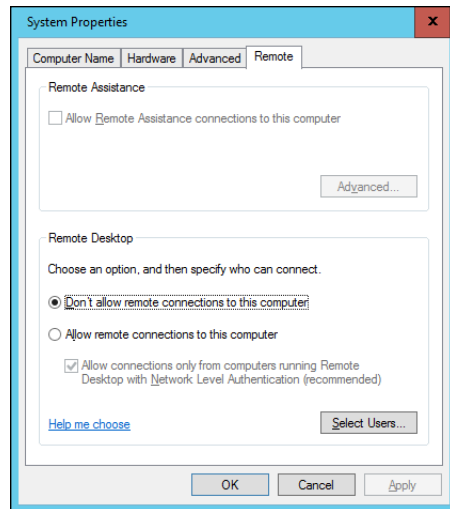 System Properties
x
Computer Name Hardware Advanced Remote
Remote Assistance
Allow Remote Assistance connections to this computer
Advanced...
Remote Desktop
Choose an option, and then specify who can connect.
Don't allow remote connections to this computer
Allow remote connections to this computer
Allow connections only from computers running Remote
Desktop with Network Level Authentication (recommended)
Help me choose
Select Users...
OK Cancel Apply